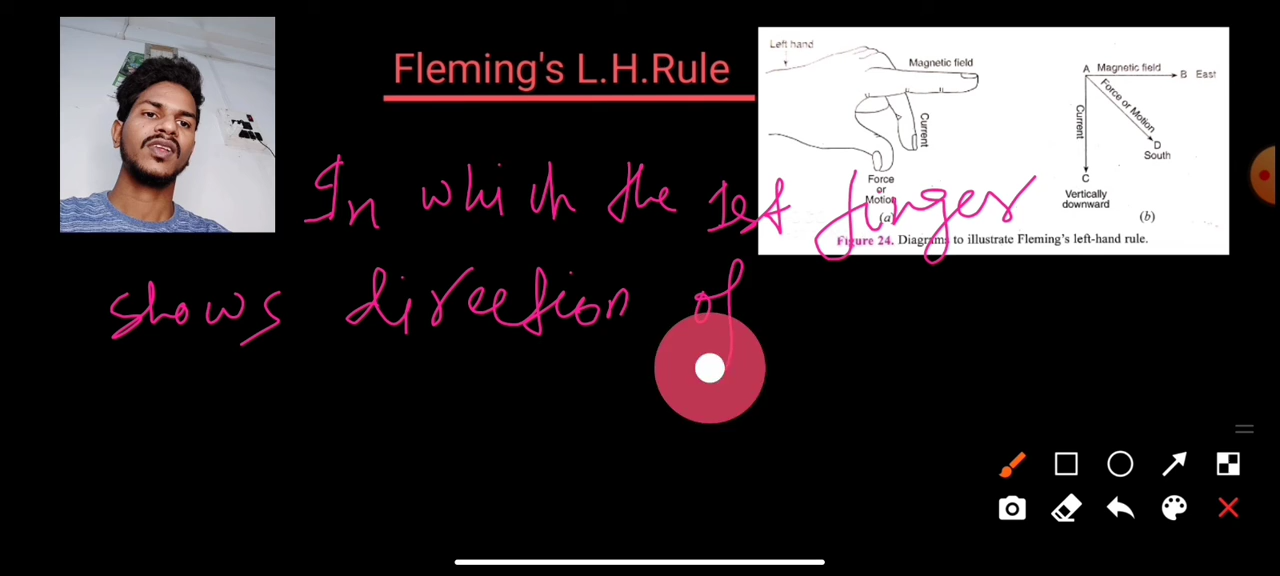 Fleming's L.H.Rule
Left hand
Magnetic field
Current
Force
or
Motion
(a)
A Magnetic field B East
Force or Motion
Current
D
South
C
Vertically
downward
(b)
Figure 24. Diagrams to illustrate Fleming's left-hand rule.
In which the 1st finger
shows direction of